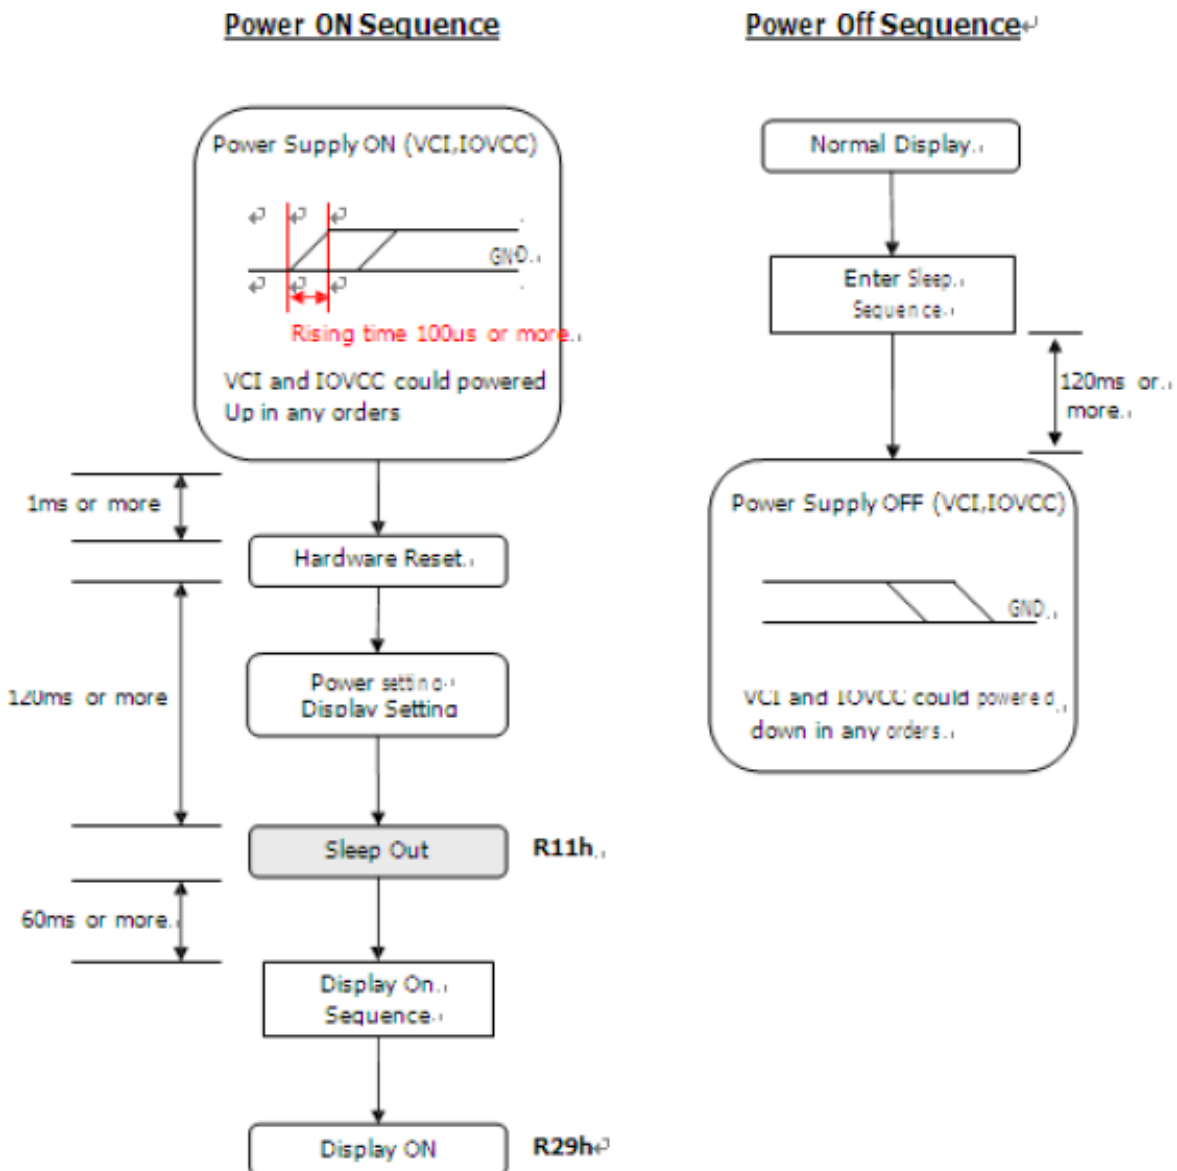 Power ON Sequence
Power Supply ON (VCI,IOVCC)
GND
Rising time 100us or more.
VCI and IOVCC could powered
Up in any orders
1ms or more
Hardware Reset.
120ms or more
Power setting
Display Setting
Sleep Out
R11h
60ms or more.
Display On.
Sequence.
Display ON
R29h
Power Off Sequence
Normal Display.
Enter Sleep.
Sequence.
120ms or.
more.
Power Supply OFF (VCI,IOVCC)
GND.
VCI and IOVCC could powered
down in any orders.